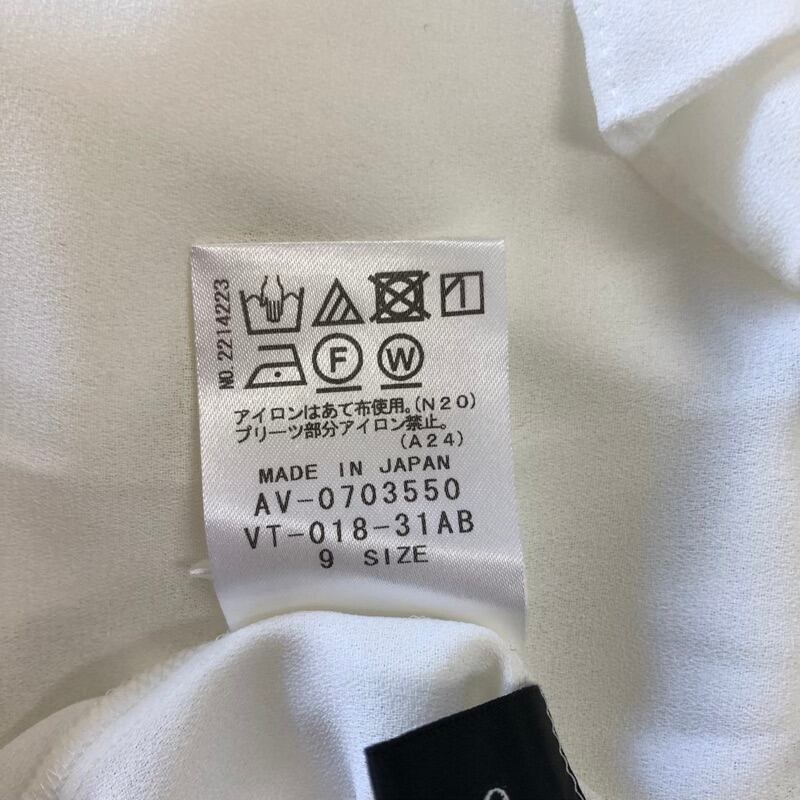 NO.2214223
F W
アイロンはあて布使用。(N20)
プリーツ部分アイロン禁止。
(A24)
MADE IN JAPAN
AV-0703550
VT-018-31AB
9 SIZE